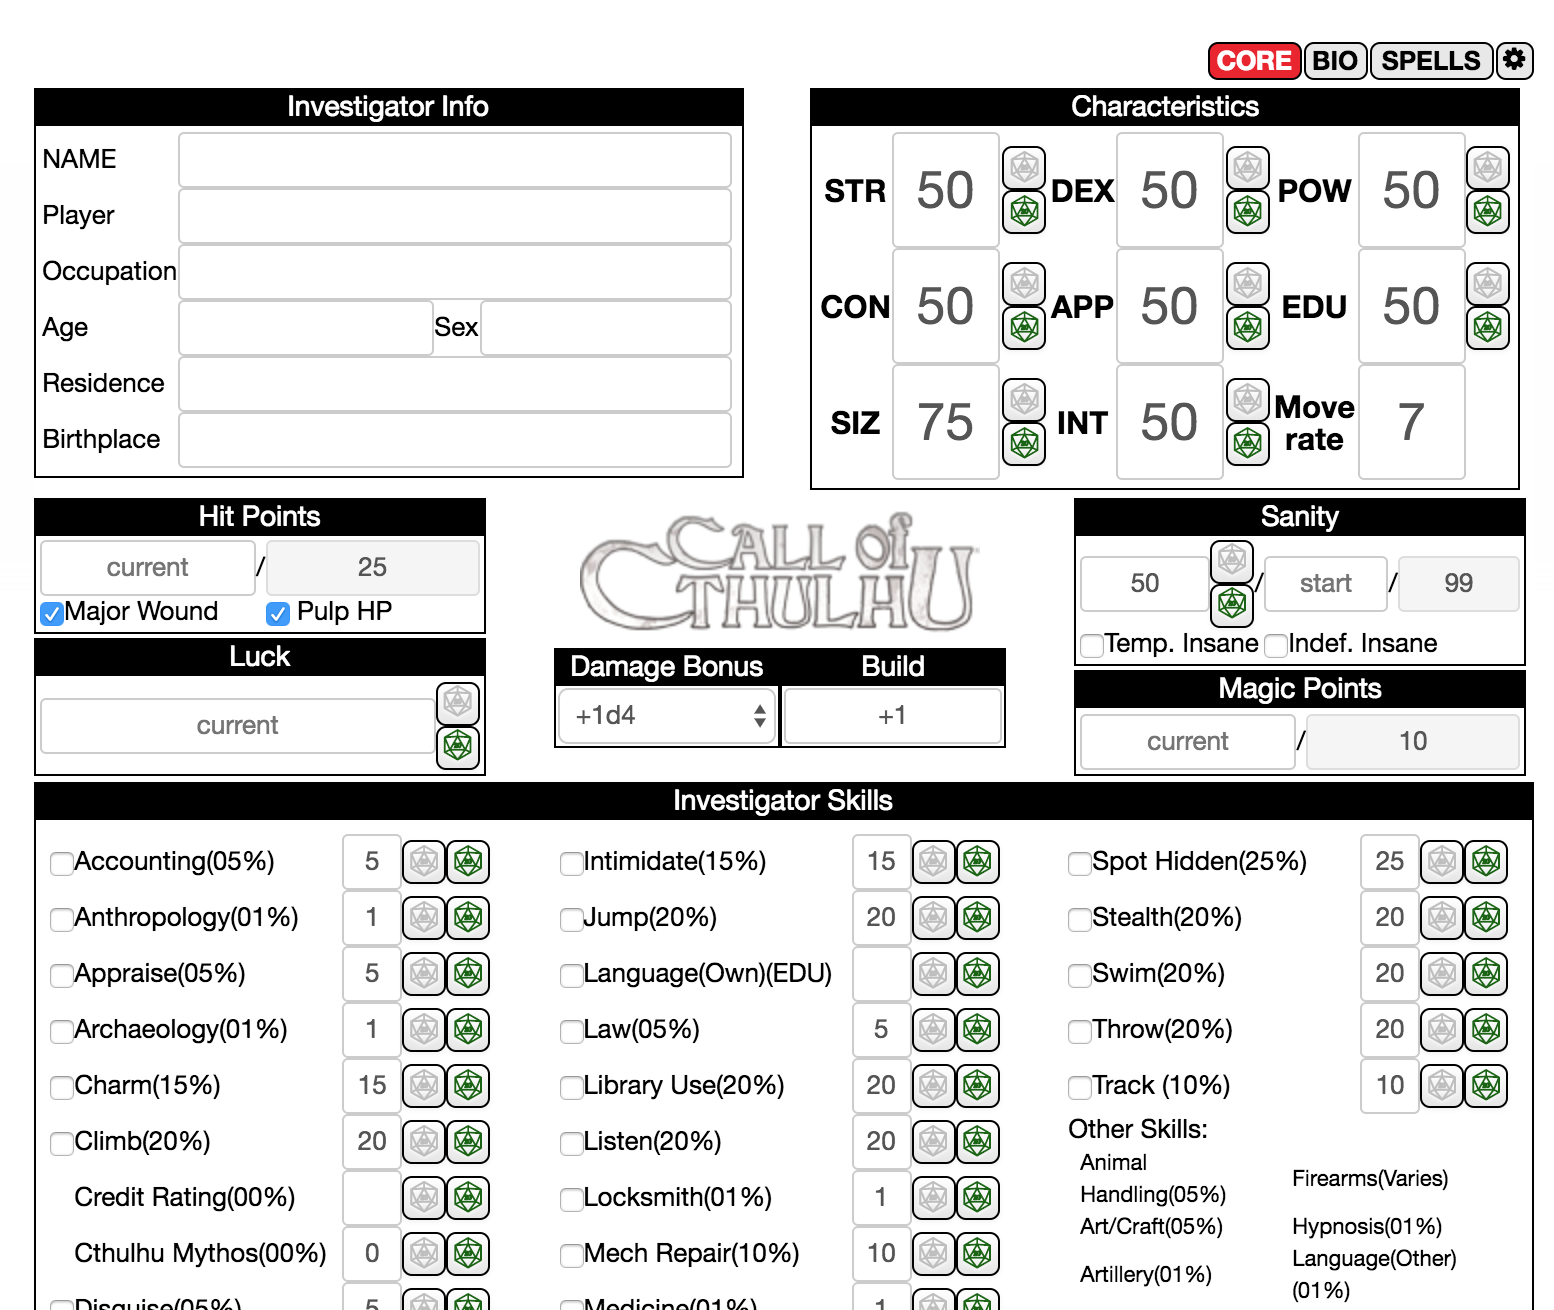 CORE BIO SPELLS
Investigator Info
NAME
Player
Occupation
Age Sex
Residence
Birthplace
Characteristics
STR 50 DEX 50 POW 50
CON 50 APP 50 EDU 50
SIZ 75 INT 50 Move rate 7
Hit Points
current / 25
Major Wound Pulp HP
Luck
current
CALL of
CTHULHU
Damage Bonus Build
+1d4 +1
Sanity
50 / start / 99
Temp. Insane Indef. Insane
Magic Points
current / 10
Investigator Skills
Accounting(05%) 5
Anthropology(01%) 1
Appraise(05%) 5
Archaeology(01%) 1
Charm(15%) 15
Climb(20%) 20
Credit Rating(00%)
Cthulhu Mythos(00%) 0
Disguise(05%) 5
Intimidate(15%) 15
Jump(20%) 20
Language(Own)(EDU)
Law(05%) 5
Library Use(20%) 20
Listen(20%) 20
Locksmith(01%) 1
Mech Repair(10%) 10
Medicine(01%) 1
Spot Hidden(25%) 25
Stealth(20%) 20
Swim(20%) 20
Throw(20%) 20
Track (10%) 10
Other Skills:
Animal
Handling(05%)
Art/Craft(05%)
Artillery(01%)
Firearms(Varies)
Hypnosis(01%)
Language(Other)
(01%)